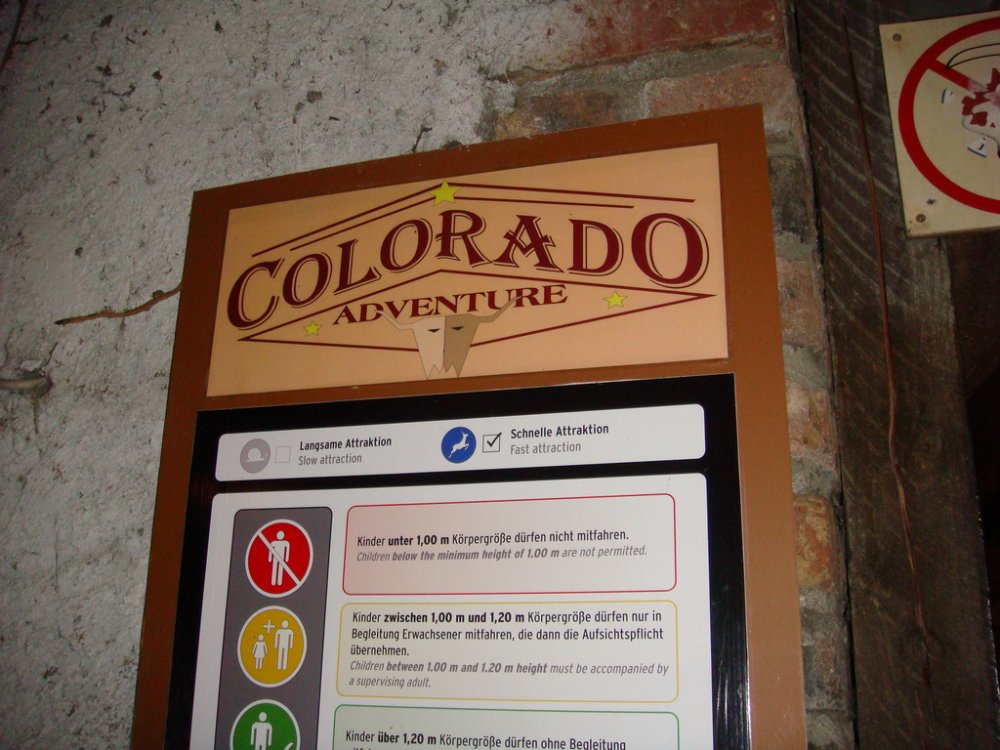 COLORADO
ADVENTURE
Langsame Attraktion
Slow attraction
Schnelle Attraktion
Fast attraction
Kinder unter 1,00 m Körpergröße dürfen nicht mitfahren.
Children below the minimum height of 1.00 m are not permitted.
Kinder zwischen 1,00 m und 1,20 m Körpergröße dürfen nur in
Begleitung Erwachsener mitfahren, die dann die Aufsichtspflicht
übernehmen.
Children between 1.00 m and 1.20 m height must be accompanied by
a supervising adult.
Kinder über 1,20 m Körpergröße dürfen ohne Begleitung